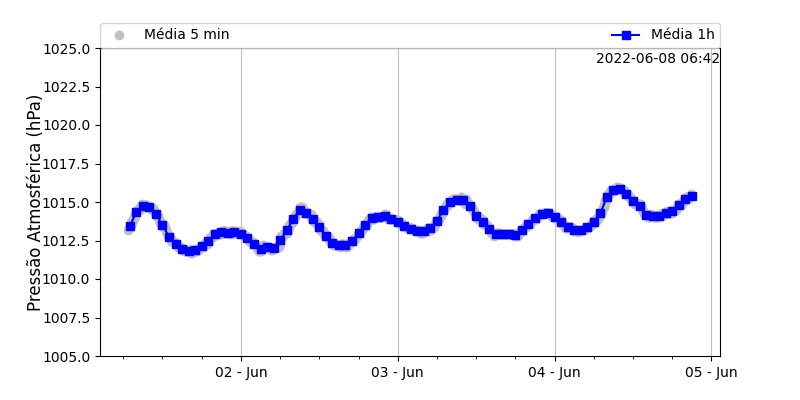 Média 5 min
Média 1h
2022-06-08 06:42
Pressão Atmosférica (hPa)
1025.0
1022.5
1020.0
1017.5
1015.0
1012.5
1010.0
1007.5
1005.0
02 - Jun
03 - Jun
04 - Jun
05 - Jun